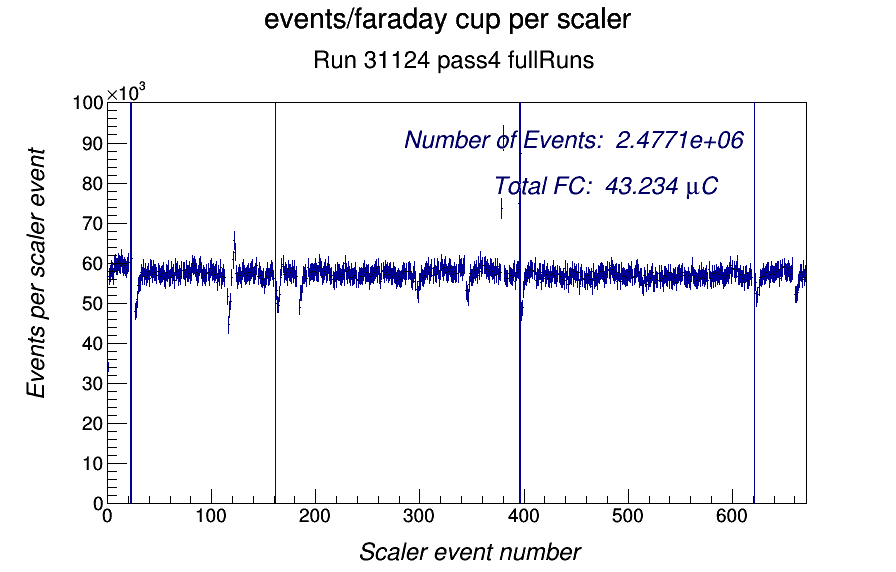 events/faraday cup per scaler
Run 31124 pass4 fullRuns
×10³
100
90
80
70
60
50
40
30
20
10
0
Events per scaler event
Number of Events: 2.4771e+06
Total FC: 43.234 μC
0 100 200 300 400 500 600
Scaler event number